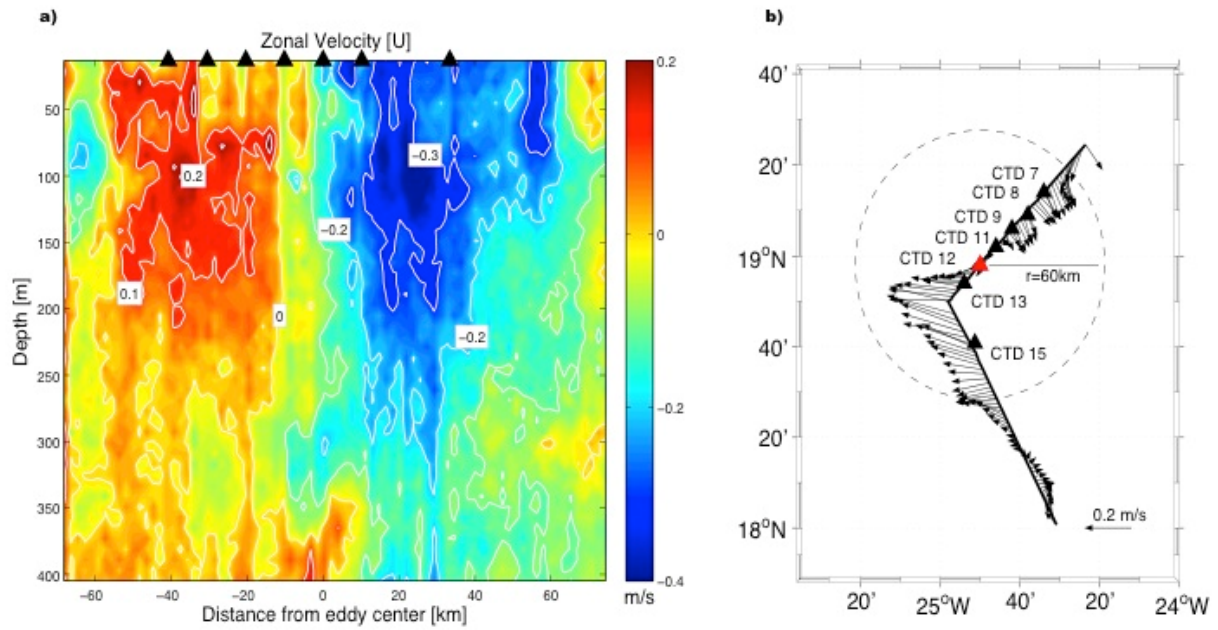 a)
Zonal Velocity [U]
50
100
150
200
250
300
350
400
Depth [m]
−60
−40
−20
0
20
40
60
Distance from eddy center [km]
0.2
0.1
0
−0.2
−0.3
−0.2
0.2
0
−0.2
−0.4
m/s
b)
40'
20'
19°N
40'
20'
18°N
CTD 7
CTD 8
CTD 9
CTD 11
CTD 12
r=60km
CTD 13
CTD 15
0.2 m/s
20'
25°W
40'
20'
24°W